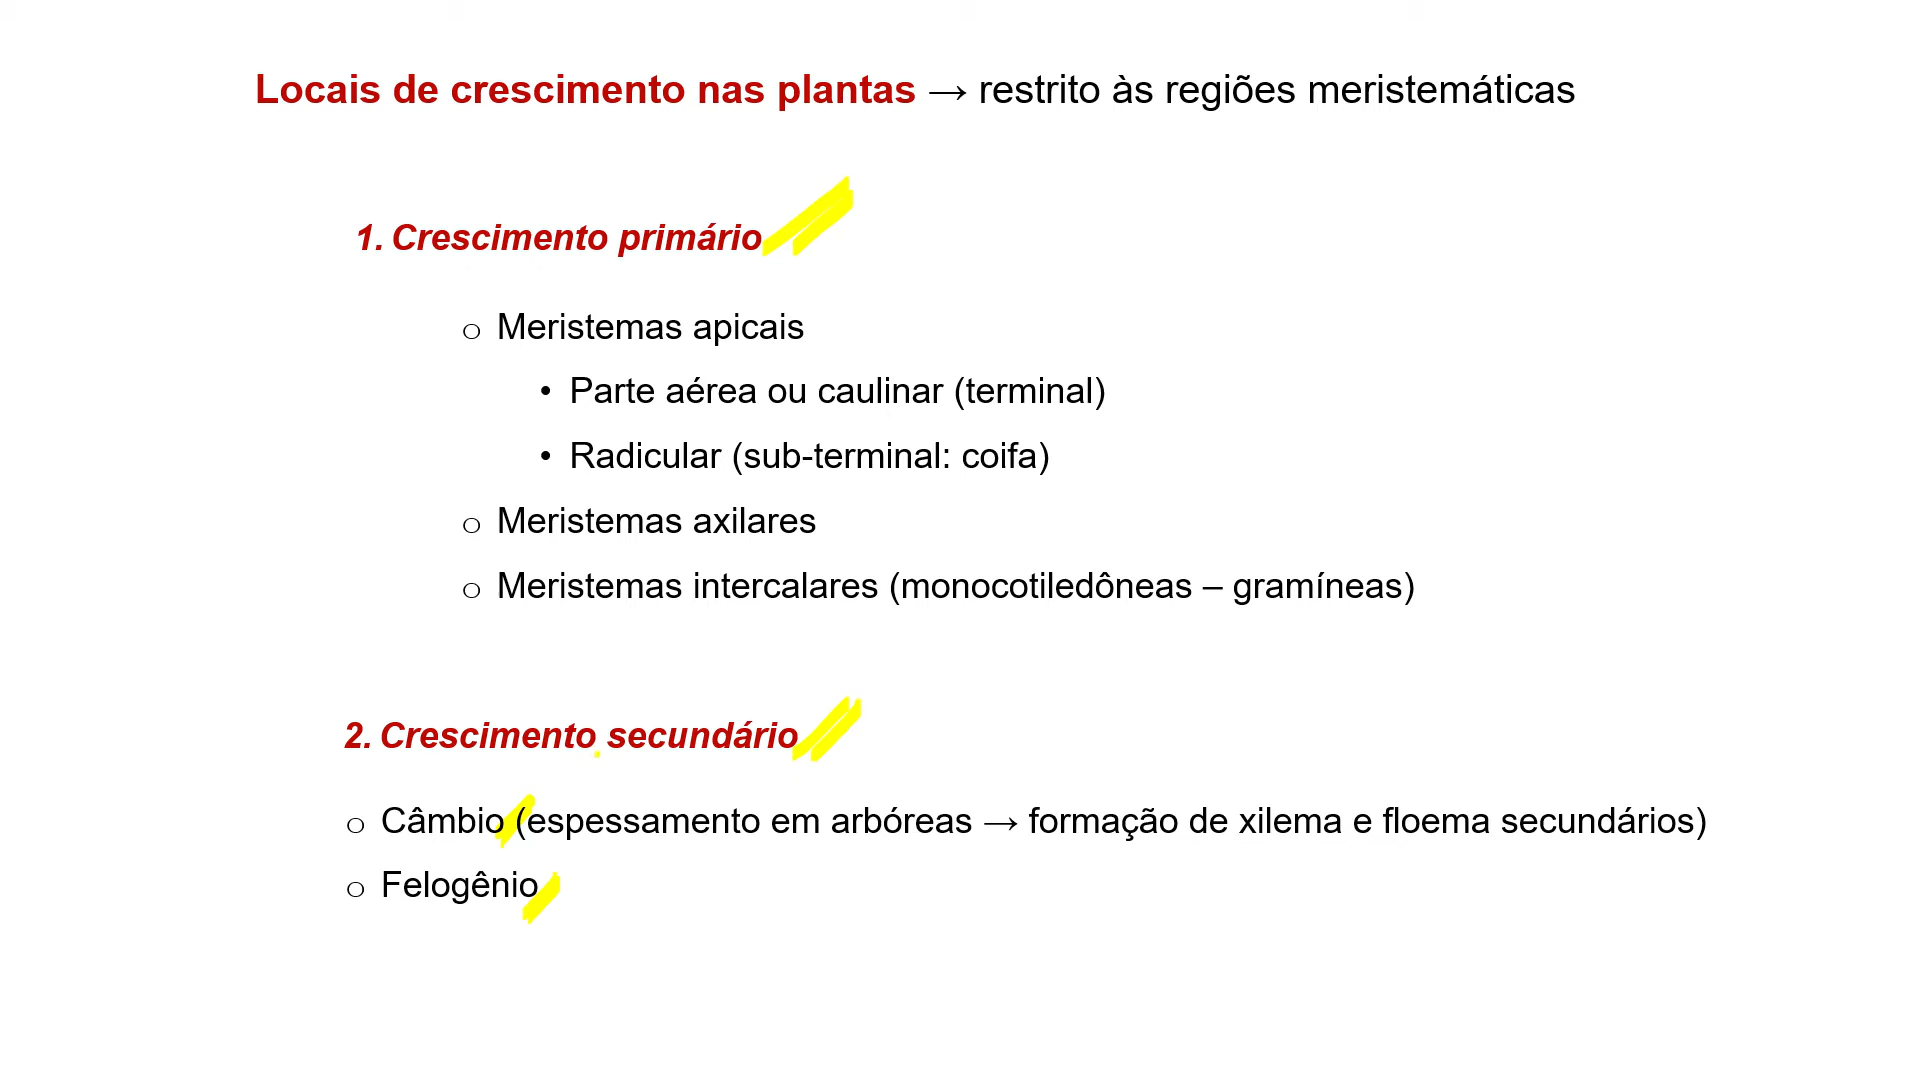 Locais de crescimento nas plantas → restrito às regiões meristemáticas
1. Crescimento primário
o Meristemas apicais
• Parte aérea ou caulinar (terminal)
• Radicular (sub-terminal: coifa)
o Meristemas axilares
o Meristemas intercalares (monocotiledôneas – gramíneas)
2. Crescimento secundário
o Câmbio (espessamento em arbóreas → formação de xilema e floema secundários)
o Felogênio